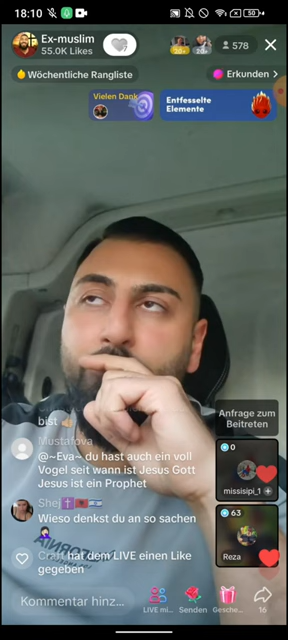 18:10
50
Ex-muslim
55.0K Likes
20+
20+
578
Wöchentliche Rangliste
Erkunden >
Vielen Dank
Entfesselte
Elemente
bist 👍
Mustafova
@~Eva~ du hast auch ein voll
Vogel seit wann ist Jesus Gott
Jesus ist ein Prophet
Wieso denkst du an so sachen
hat dem LIVE einen Like
gegeben
Anfrage zum
Beitreten
0
missisipi_1 +
63
Reza
Kommentar hinz...
LIVE mi...
Senden
Gesche...
16